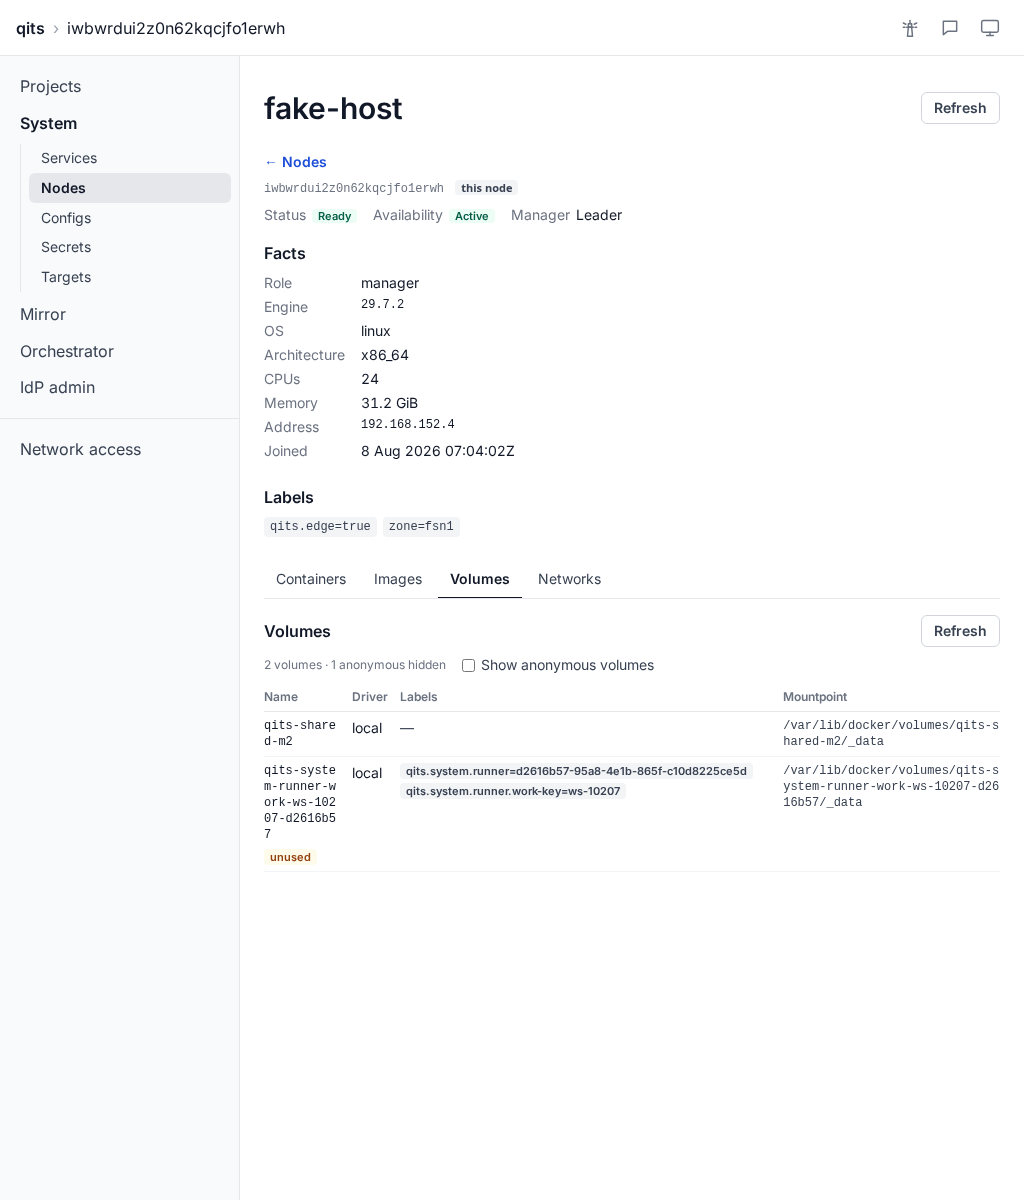 qits › iwbwrdui2z0n62kqcjfo1erwh
Projects
System
Services
Nodes
Configs
Secrets
Targets
Mirror
Orchestrator
IdP admin
Network access
fake-host
Refresh
← Nodes
iwbwrdui2z0n62kqcjfo1erwh this node
Status Ready Availability Active Manager Leader
Facts
Role manager
Engine 29.7.2
OS linux
Architecture x86_64
CPUs 24
Memory 31.2 GiB
Address 192.168.152.4
Joined 8 Aug 2026 07:04:02Z
Labels
qits.edge=true zone=fsn1
Containers Images Volumes Networks
Volumes
Refresh
2 volumes · 1 anonymous hidden Show anonymous volumes
Name Driver Labels Mountpoint
qits-share
d-m2
local
—
/var/lib/docker/volumes/qits-s
hared-m2/_data
qits-syste
m-runner-w
ork-ws-102
07-d2616b5
7
unused
local
qits.system.runner=d2616b57-95a8-4e1b-865f-c10d8225ce5d
qits.system.runner.work-key=ws-10207
/var/lib/docker/volumes/qits-s
ystem-runner-work-ws-10207-d26
16b57/_data